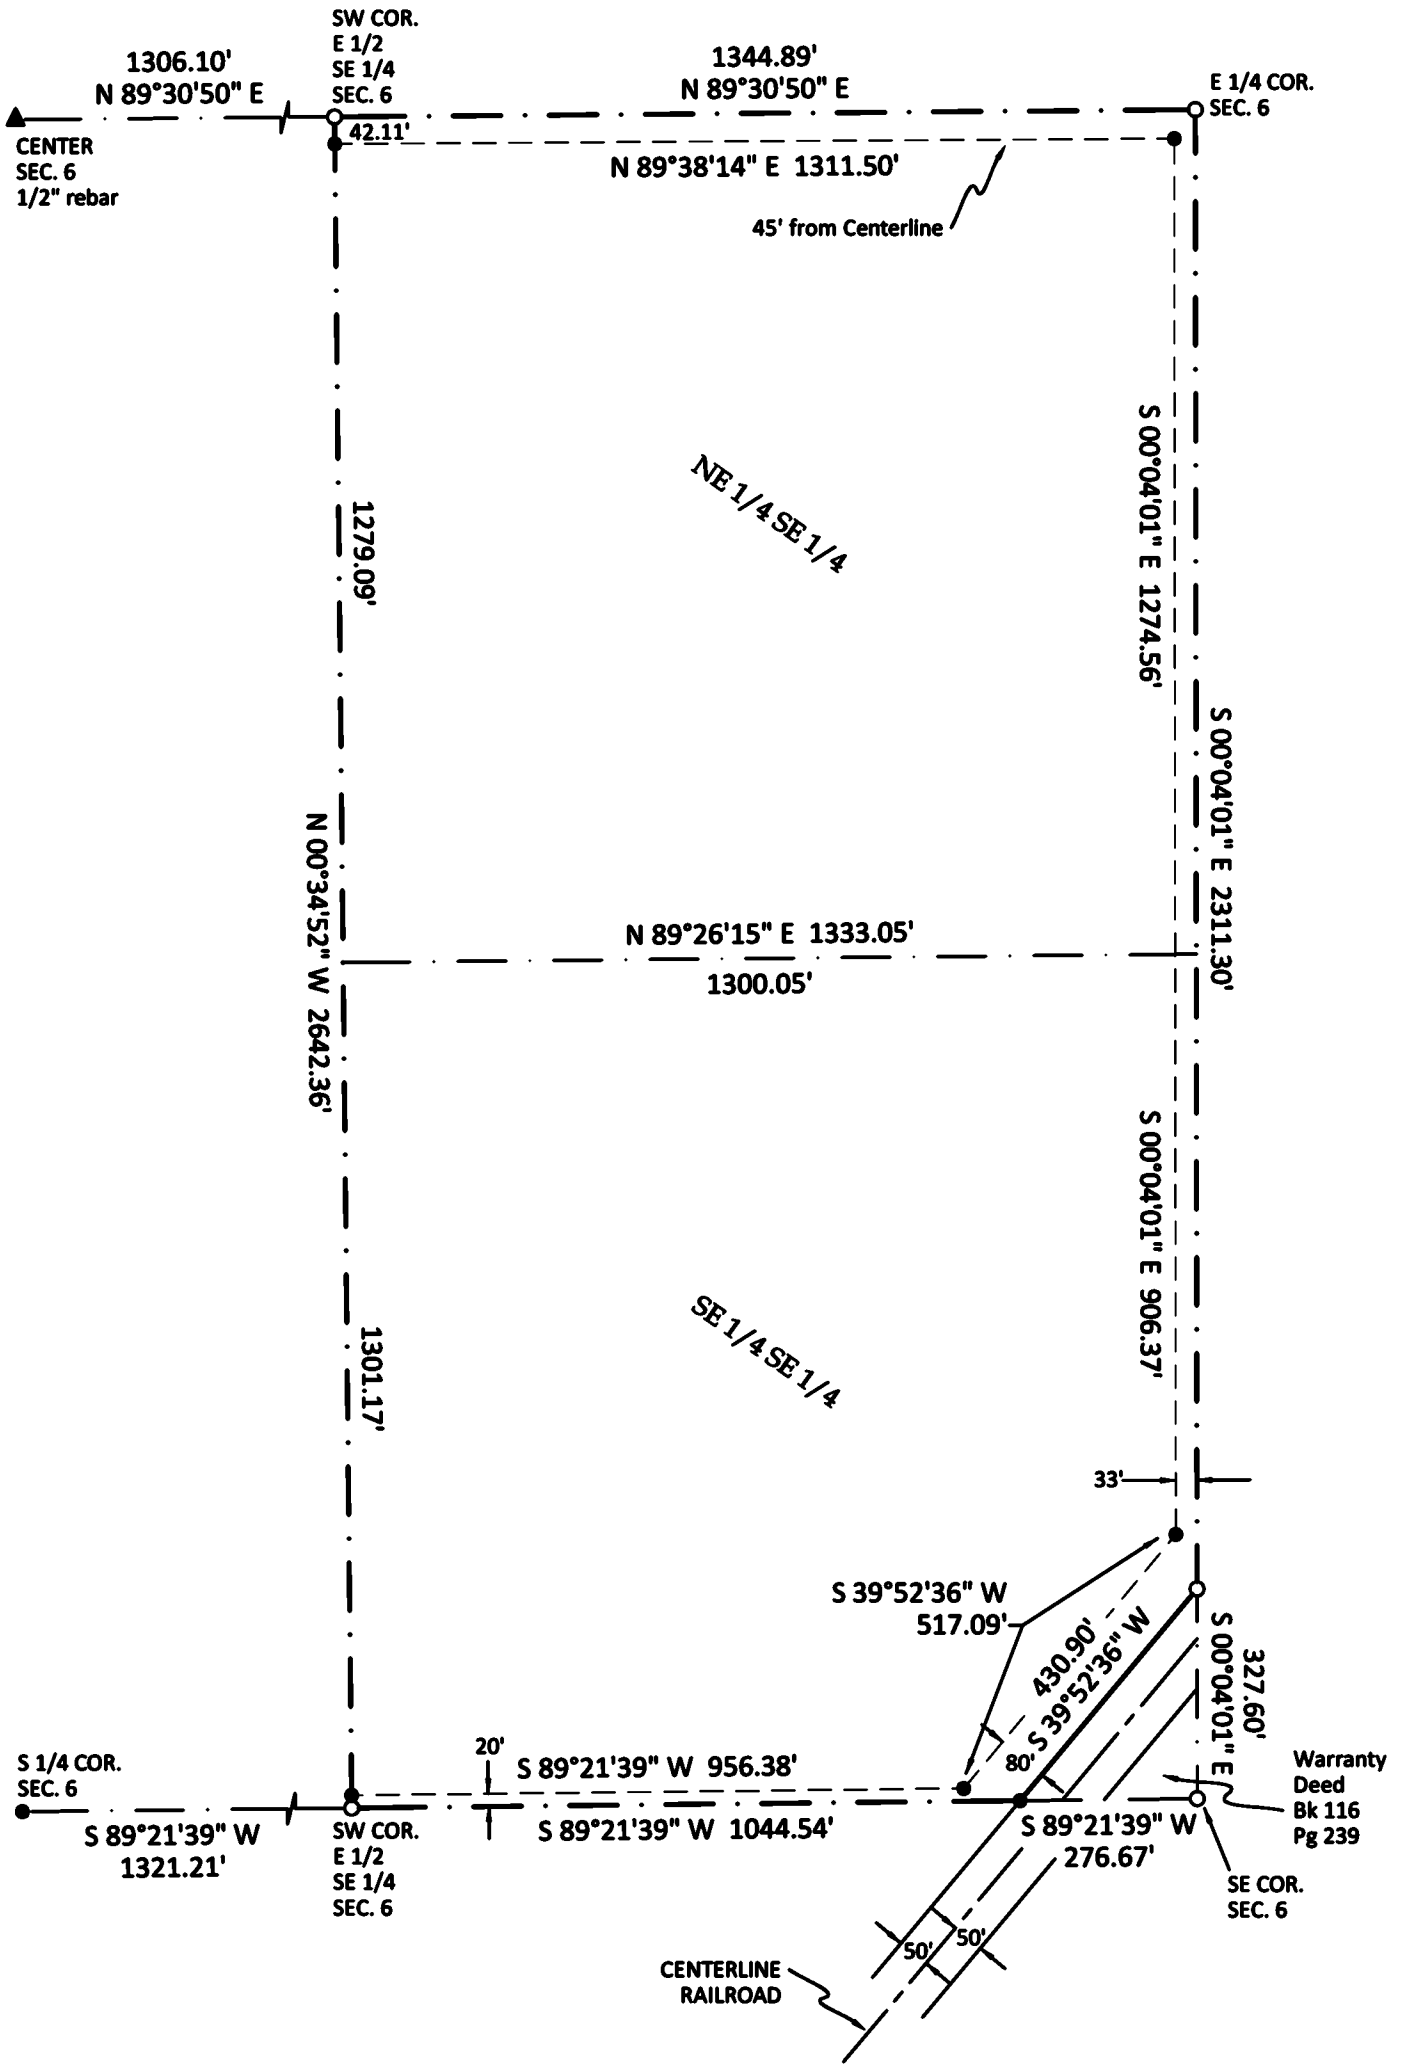 SW COR.
E 1/2
SE 1/4
SEC. 6
1306.10'
N 89°30'50" E
1344.89'
N 89°30'50" E
E 1/4 COR.
SEC. 6
CENTER
SEC. 6
1/2" rebar
42.11'
N 89°38'14" E 1311.50'
45' from Centerline
S 00°04'01" E 1274.56'
NE 1/4 SE 1/4
1279.09'
S 00°04'01" E 2311.30'
N 00°34'52" W 2642.36'
N 89°26'15" E 1333.05'
1300.05'
S 00°04'01" E 906.37'
SE 1/4 SE 1/4
1301.17'
33'
S 39°52'36" W
517.09'
430.90'
S 39°52'36" W
80'
327.60'
S 00°04'01" E
20'
S 89°21'39" W 956.38'
S 89°21'39" W 1044.54'
S 1/4 COR.
SEC. 6
S 89°21'39" W
1321.21'
SW COR.
E 1/2
SE 1/4
SEC. 6
S 89°21'39" W
276.67'
Warranty
Deed
Bk 116
Pg 239
SE COR.
SEC. 6
50'
50'
CENTERLINE
RAILROAD